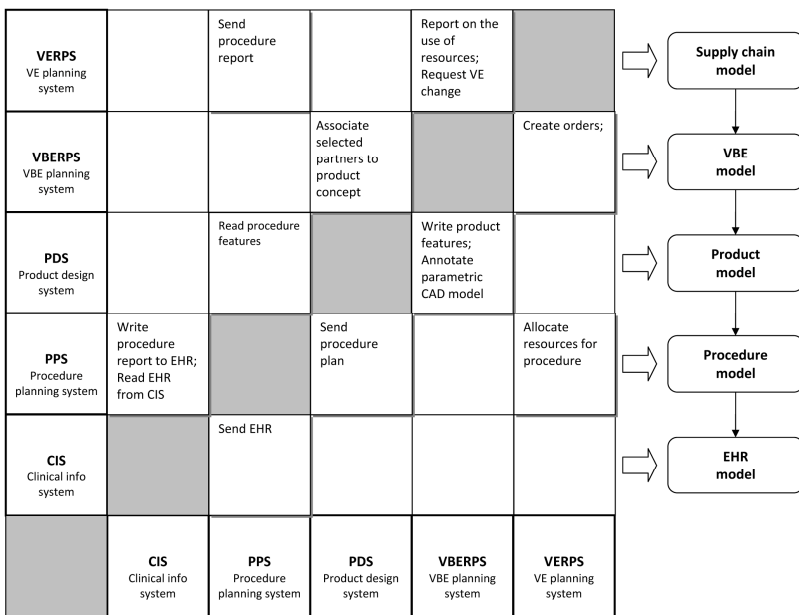 VERPS
VE planning
system
Send
procedure
report
Report on the
use of
resources;
Request VE
change
Supply chain
model
VBERPS
VBE planning
system
Associate
selected
partners to
product
concept
Create orders;
VBE
model
PDS
Product design
system
Read procedure
features
Write product
features;
Annotate
parametric
CAD model
Product
model
PPS
Procedure
planning system
Write
procedure
report to EHR;
Read EHR
from CIS
Send
procedure
plan
Allocate
resources for
procedure
Procedure
model
CIS
Clinical info
system
Send EHR
EHR
model
CIS
Clinical info
system
PPS
Procedure
planning system
PDS
Product design
system
VBERPS
VBE planning
system
VERPS
VE planning
system